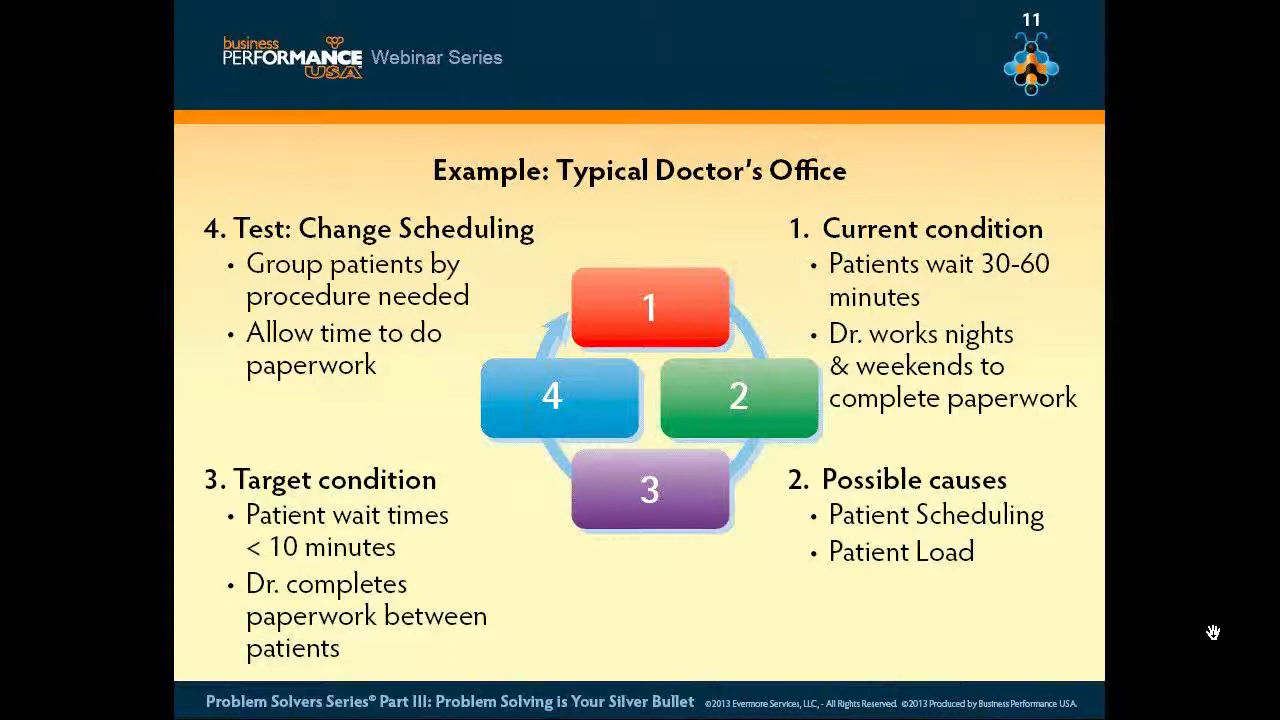 11
business
PERFORMANCE
USA
Webinar Series
Example: Typical Doctor's Office
4. Test: Change Scheduling
• Group patients by
procedure needed
• Allow time to do
paperwork
1. Current condition
• Patients wait 30-60
minutes
• Dr. works nights
& weekends to
complete paperwork
1
4
2
3
3. Target condition
• Patient wait times
< 10 minutes
• Dr. completes
paperwork between
patients
2. Possible causes
• Patient Scheduling
• Patient Load
Problem Solvers Series® Part III: Problem Solving is Your Silver Bullet ©2013 Evermore Services, LLC, - All Rights Reserved. ©2013 Produced by Business Performance USA.